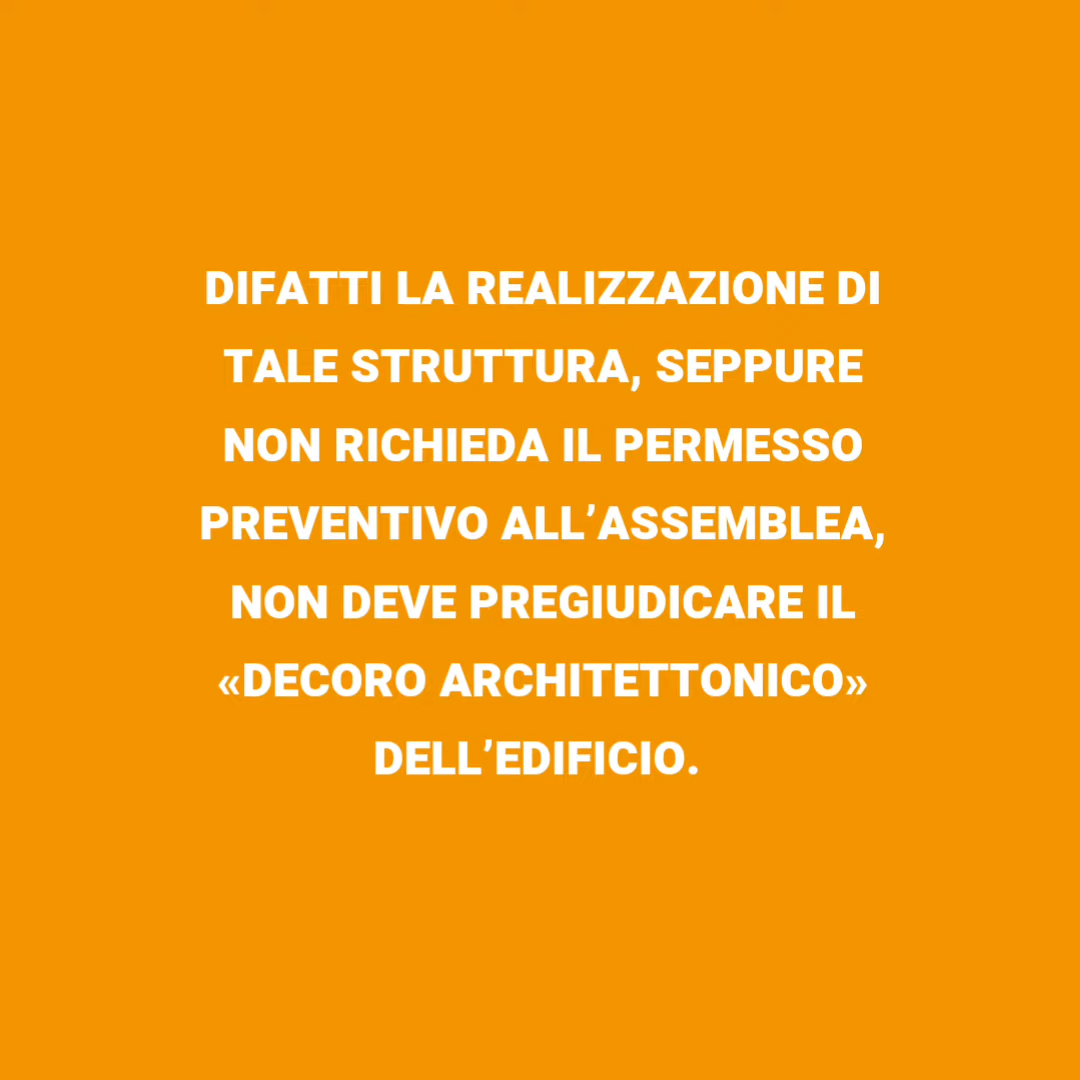 DIFATTI LA REALIZZAZIONE DI
TALE STRUTTURA, SEPPURE
NON RICHIEDA IL PERMESSO
PREVENTIVO ALL’ASSEMBLEA,
NON DEVE PREGIUDICARE IL
«DECORO ARCHITETTONICO»
DELL’EDIFICIO.